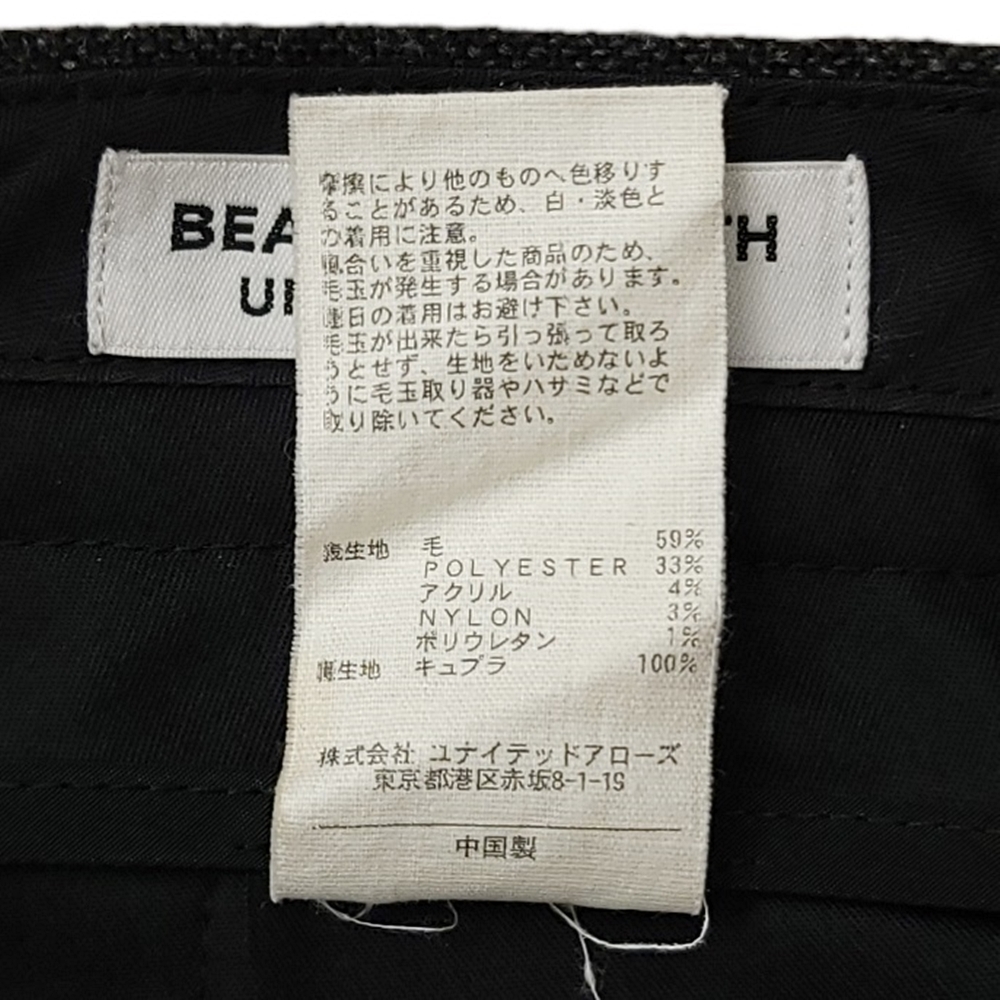 BEA TH
U
摩擦により他のものへ色移りす
ることがあるため、白・淡色と
の着用に注意。
風合いを重視した商品のため、
毛玉が発生する場合があります。
連日の着用はお避け下さい。
毛玉が出来たら引っ張って取ろ
うとせず、生地をいためないよ
うに毛玉取り器やハサミなどで
取り除いてください。
表生地 毛 59%
POLYESTER 33%
アクリル 4%
NYLON 3%
ポリウレタン 1%
裏生地 キュプラ 100%
株式会社 ユナイテッドアローズ
東京都港区赤坂8-1-19
中国製